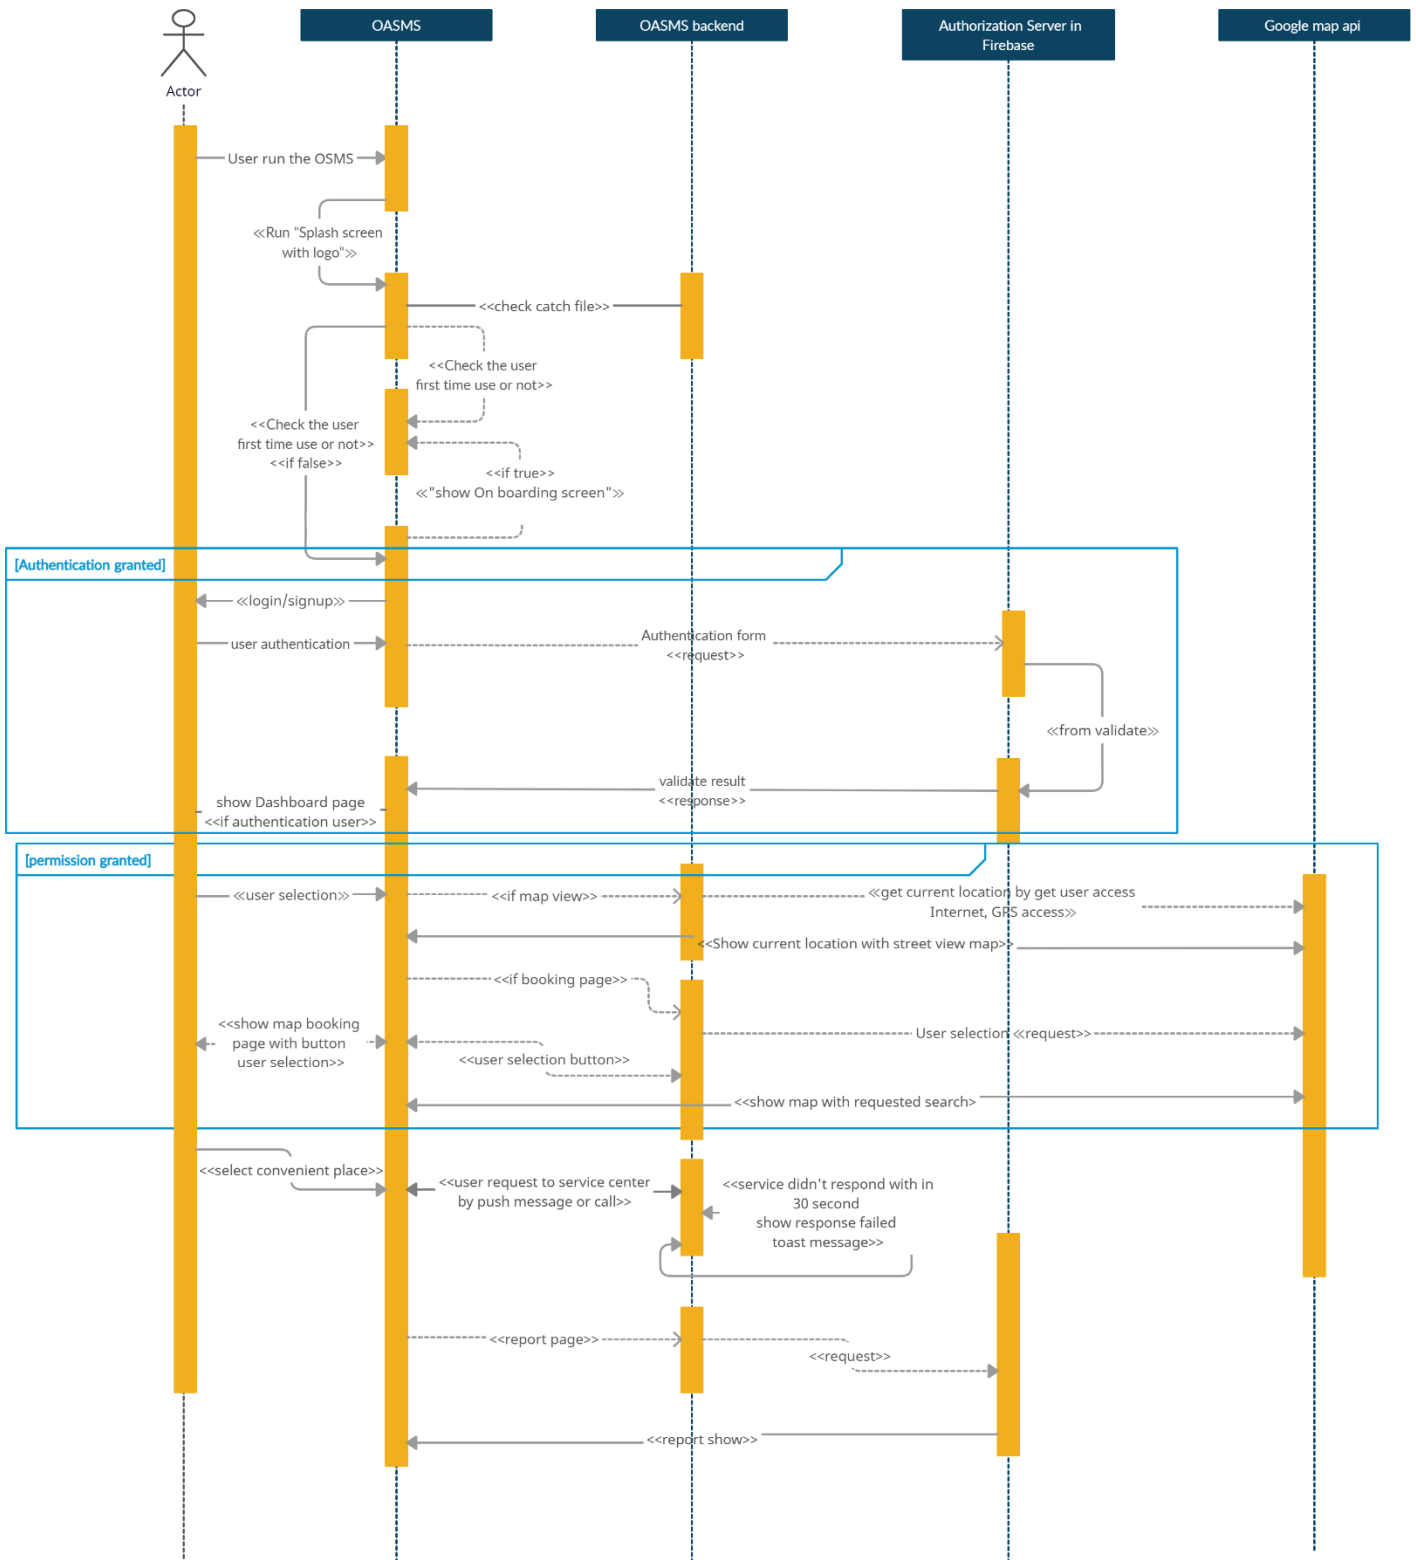 OASMS
OASMS backend
Authorization Server in
Firebase
Google map api
Actor
User run the OSMS
≪Run "Splash screen
with logo"≫
<<check catch file>>
<<Check the user
first time use or not>>
<<Check the user
first time use or not>>
<<if false>>
<<if true>>
≪"show On boarding screen"≫
[Authentication granted]
≪login/signup≫
user authentication
Authentication form
<<request>>
≪from validate≫
validate result
<<response>>
show Dashboard page
<<if authentication user>>
[permission granted]
≪user selection≫
<<if map view>>
≪get current location by get user access
Internet, GPS access≫
<<Show current location with street view map>
<<if booking page>>
<<show map booking
page with button
user selection>>
User selection ≪request>>
<<user selection button>>
<<show map with requested search>
<<select convenient place>>
<<user request to service center
by push message or call>>
<<service didn't respond with in
30 second
show response failed
toast message>>
<<report page>>
<<request>>
<<report show>>